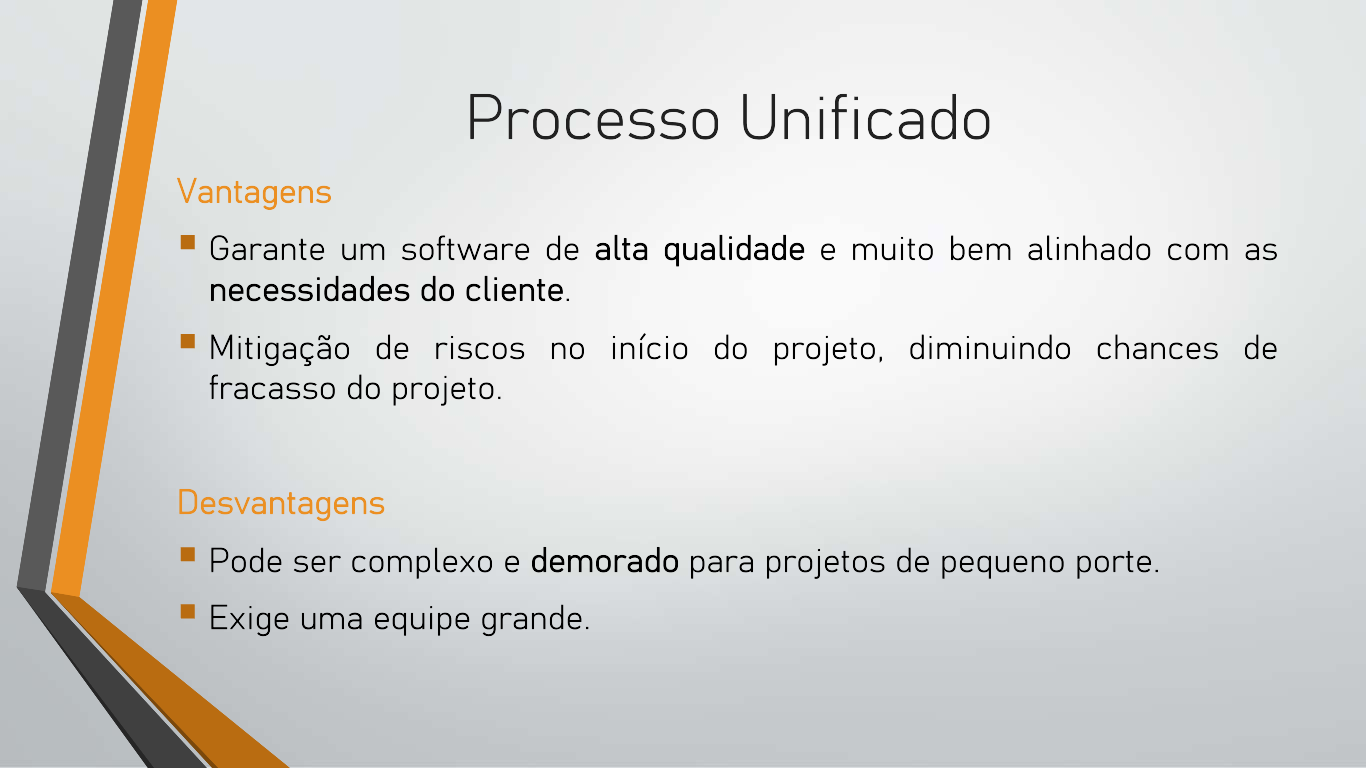 Processo Unificado
Vantagens
Garante um software de alta qualidade e muito bem alinhado com as
necessidades do cliente.
Mitigação de riscos no início do projeto, diminuindo chances de
fracasso do projeto.
Desvantagens
Pode ser complexo e demorado para projetos de pequeno porte.
Exige uma equipe grande.